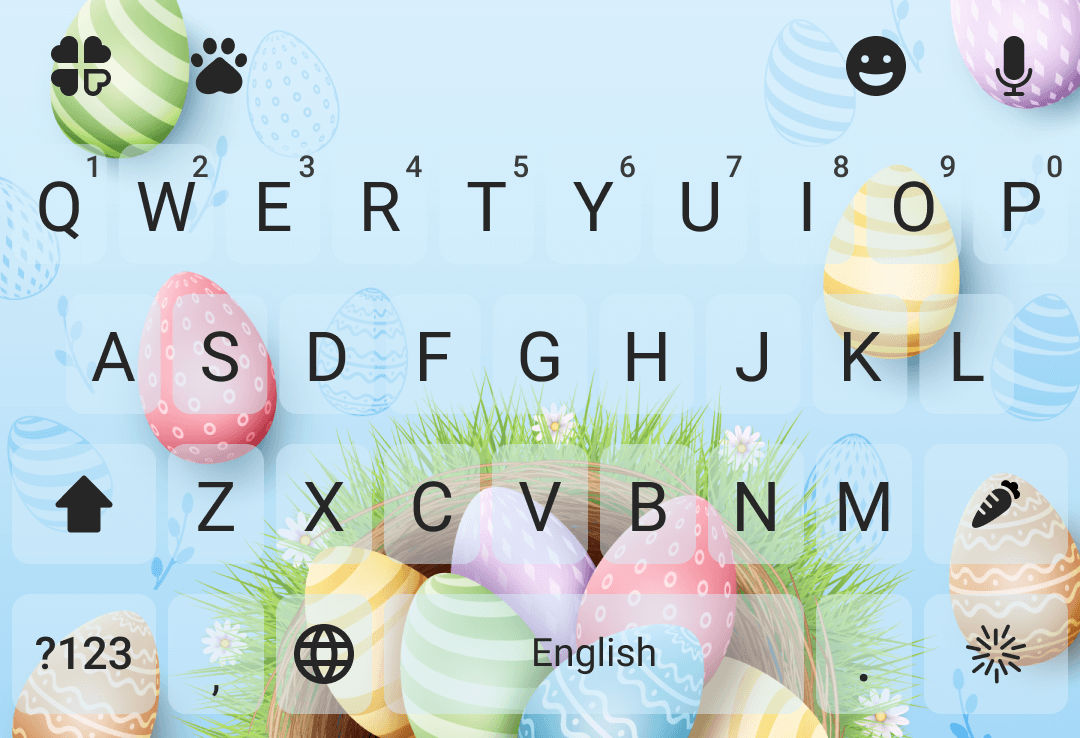 1 2 3 4 5 6 7 8 9 0
Q W E R T Y U I O P
A S D F G H J K L
Z X C V B N M
?123 , English .